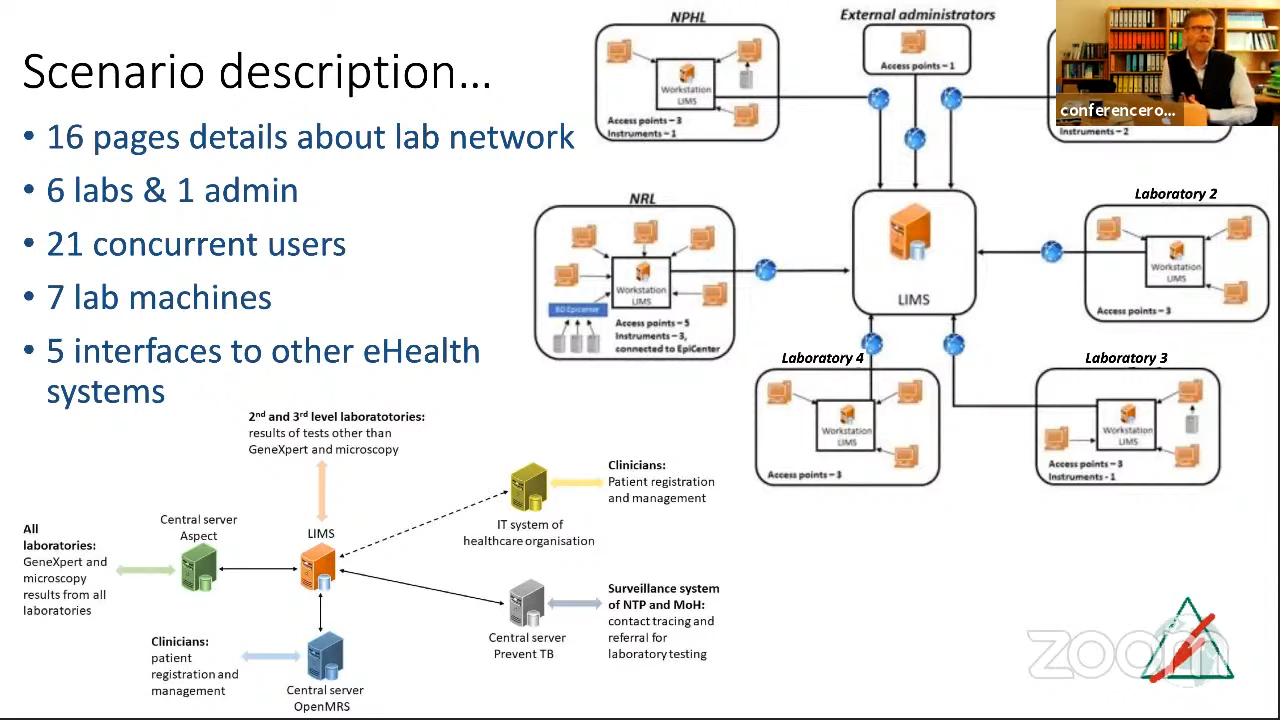 Scenario description...
• 16 pages details about lab network
• 6 labs & 1 admin
• 21 concurrent users
• 7 lab machines
• 5 interfaces to other eHealth
systems
NPHL
Workstation
LIMS
Access points – 3
Instruments – 1
External administrators
Access points – 1
conferencero...
Instruments – 2
NRL
Workstation
LIMS
BD Epicenter
Access points – 5
Instruments – 3,
connected to EpiCenter
LIMS
Laboratory 2
Workstation
LIMS
Access points – 3
Laboratory 4
Workstation
LIMS
Access points – 3
Laboratory 3
Workstation
LIMS
Access points – 3
Instruments - 1
2nd and 3rd level laboratotories:
results of tests other than
GeneXpert and microscopy
Clinicians:
Patient registration
and management
IT system of
healthcare organisation
Central server
Aspect
LIMS
All
laboratories:
GeneXpert and
microscopy
results from all
laboratories
Surveillance system
of NTP and MoH:
contact tracing and
referral for
laboratory testing
Central server
Prevent TB
Clinicians:
patient
registration and
management
Central server
OpenMRS
zoom